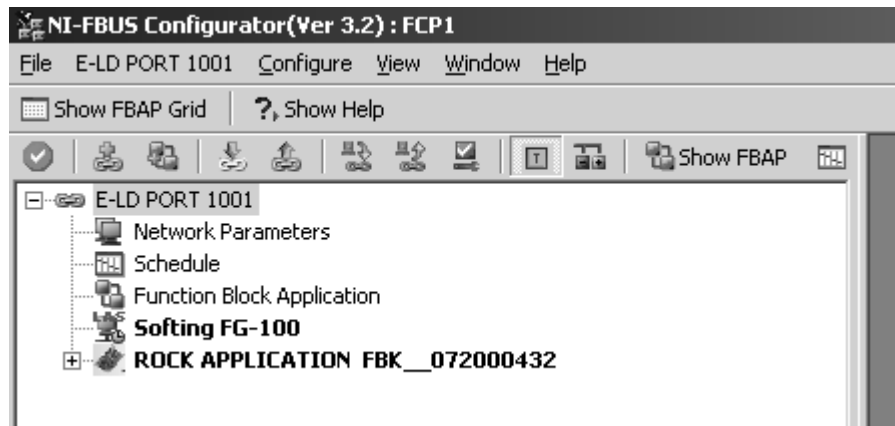 NI-FBUS Configurator(Ver 3.2) : FCP1
File E-LD PORT 1001 Configure View Window Help
Show FBAP Grid ?, Show Help
T Show FBAP
E-LD PORT 1001
Network Parameters
Schedule
Function Block Application
Softing FG-100
ROCK APPLICATION FBK__072000432